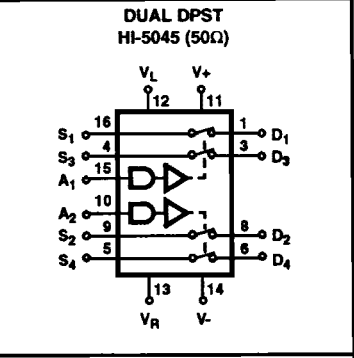 DUAL DPST
HI-5045 (50Ω)
VL V+
12 11
S1 16 1 D1
S3 4 3 D3
A1 15
A2 10
S2 9 8 D2
S4 5 6 D4
13 14
VR V-